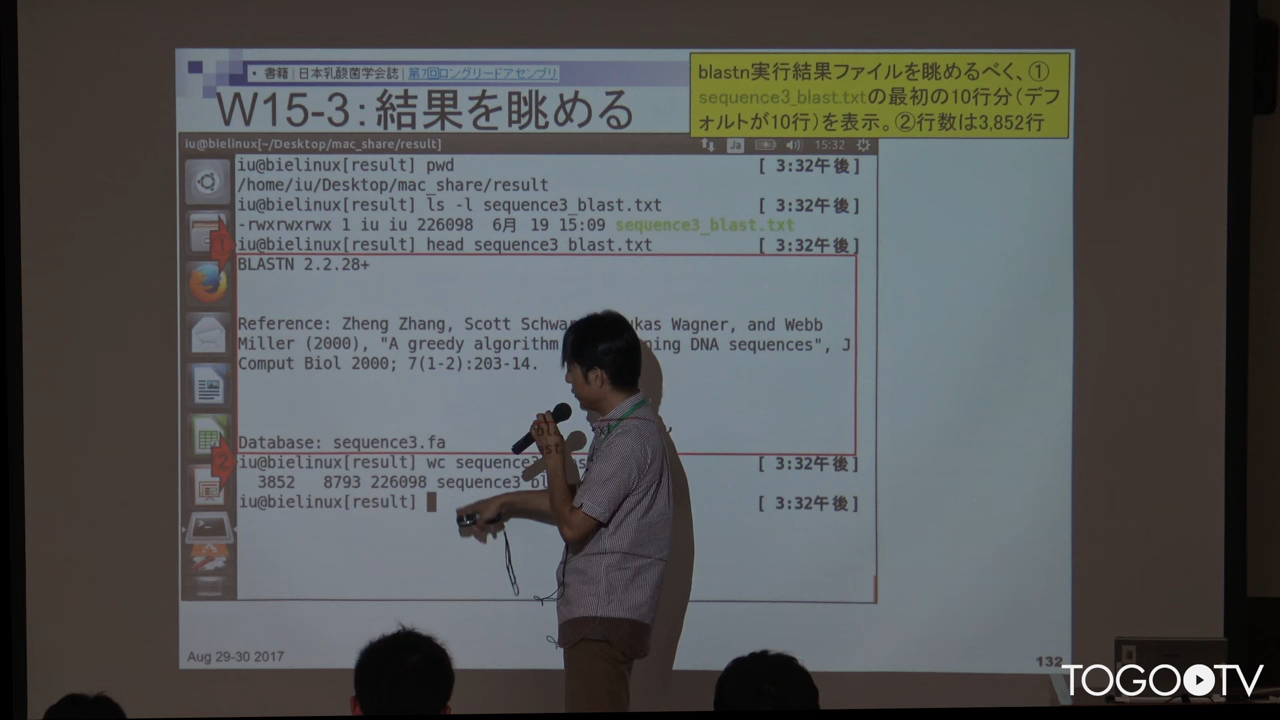 ・書籍 | 日本乳酸菌学会誌 | 第7回ロングリードアセンブリ
W15-3：結果を眺める
blastn実行結果ファイルを眺めるべく、①
sequence3_blast.txtの最初の10行分（デフ
ォルトが10行）を表示。②行数は3,852行
iu@bielinux[~/Desktop/mac_share/result] Ja 15:32
iu@bielinux[result] pwd [ 3:32午後]
/home/iu/Desktop/mac_share/result
iu@bielinux[result] ls -l sequence3_blast.txt [ 3:32午後]
-rwxrwxrwx 1 iu iu 226098 6月 19 15:09 sequence3_blast.txt
① iu@bielinux[result] head sequence3_blast.txt [ 3:32午後]
BLASTN 2.2.28+
Reference: Zheng Zhang, Scott Wagner, and Webb
Miller (2000), "A greedy algorithm DNA sequences", J
Comput Biol 2000; 7(1-2):203-14.
Database: sequence3.fa
② iu@bielinux[result] wc [ 3:32午後]
3852 8793 226098
iu@bielinux[result] [ 3:32午後]
Aug 29-30 2017
132
TOGOTV